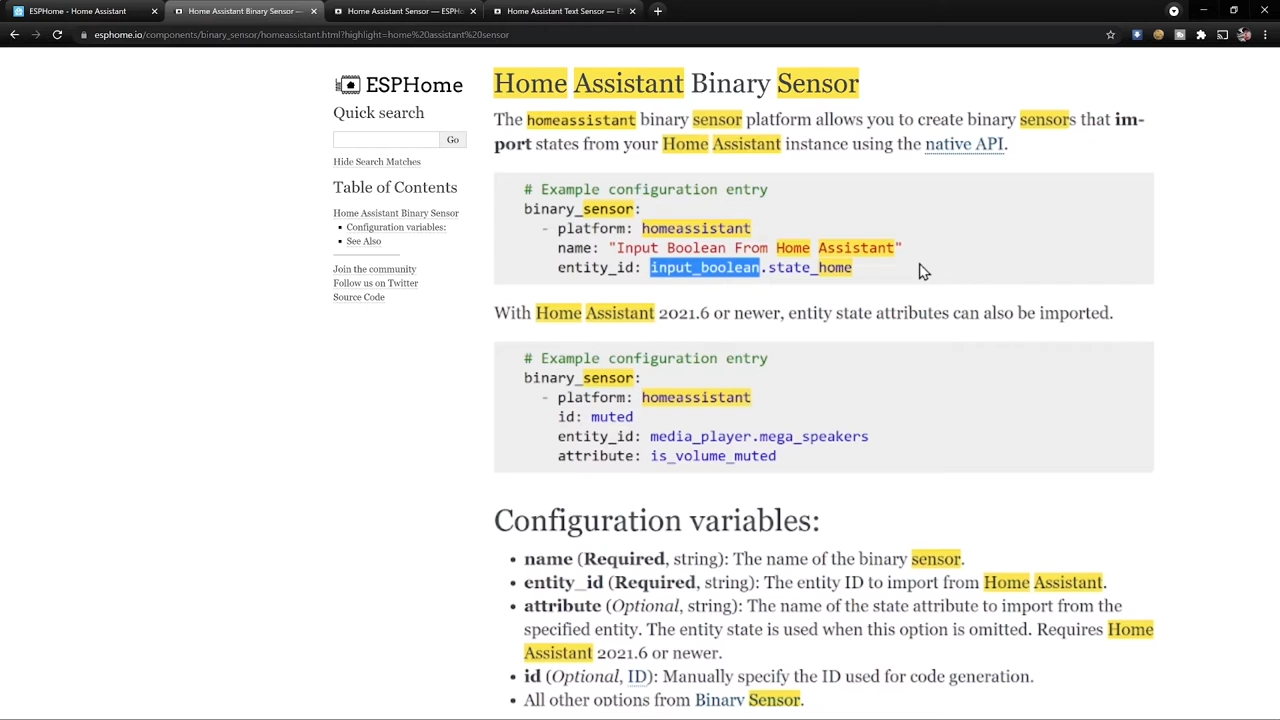 ESPHome - Home Assistant
Home Assistant Binary Sensor —
Home Assistant Sensor — ESPH
Home Assistant Text Sensor — ES
esphome.io/components/binary_sensor/homeassistant.html?highlight=home%20assistant%20sensor
ESPHome
Quick search
Go
Hide Search Matches
Table of Contents
Home Assistant Binary Sensor
Configuration variables:
See Also
Join the community
Follow us on Twitter
Source Code
Home Assistant Binary Sensor
The homeassistant binary sensor platform allows you to create binary sensors that im-
port states from your Home Assistant instance using the native API.
# Example configuration entry
binary_sensor:
- platform: homeassistant
name: "Input Boolean From Home Assistant"
entity_id: input_boolean.state_home
With Home Assistant 2021.6 or newer, entity state attributes can also be imported.
# Example configuration entry
binary_sensor:
- platform: homeassistant
id: muted
entity_id: media_player.mega_speakers
attribute: is_volume_muted
Configuration variables:
• name (Required, string): The name of the binary sensor.
• entity_id (Required, string): The entity ID to import from Home Assistant.
• attribute (Optional, string): The name of the state attribute to import from the
specified entity. The entity state is used when this option is omitted. Requires Home
Assistant 2021.6 or newer.
• id (Optional, ID): Manually specify the ID used for code generation.
• All other options from Binary Sensor.